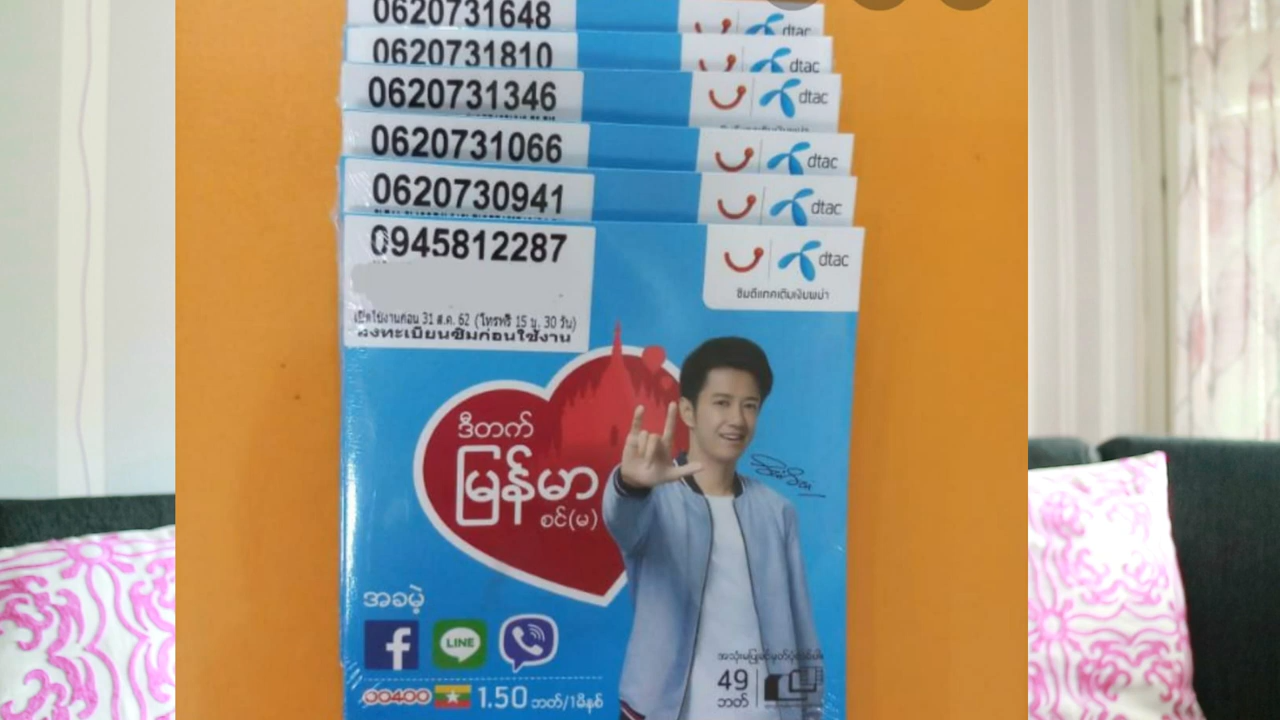 0620731648
dtac
0620731810
dtac
0620731346
dtac
0620731066
dtac
0620730941
dtac
0945812287
dtac
ซิมดีแทคเติมเงินพม่า
เปิดใช้งานก่อน 31 ส.ค. 62 (โทรฟรี 15 บ. 30 วัน)
ลงทะเบียนซิมก่อนใช้งาน
ဒီတက်
မြန်မာ
စင်(မ)
အခမဲ့
f
LINE
00400 1.50 ဘတ်/1မိနစ်
49
ဘတ်